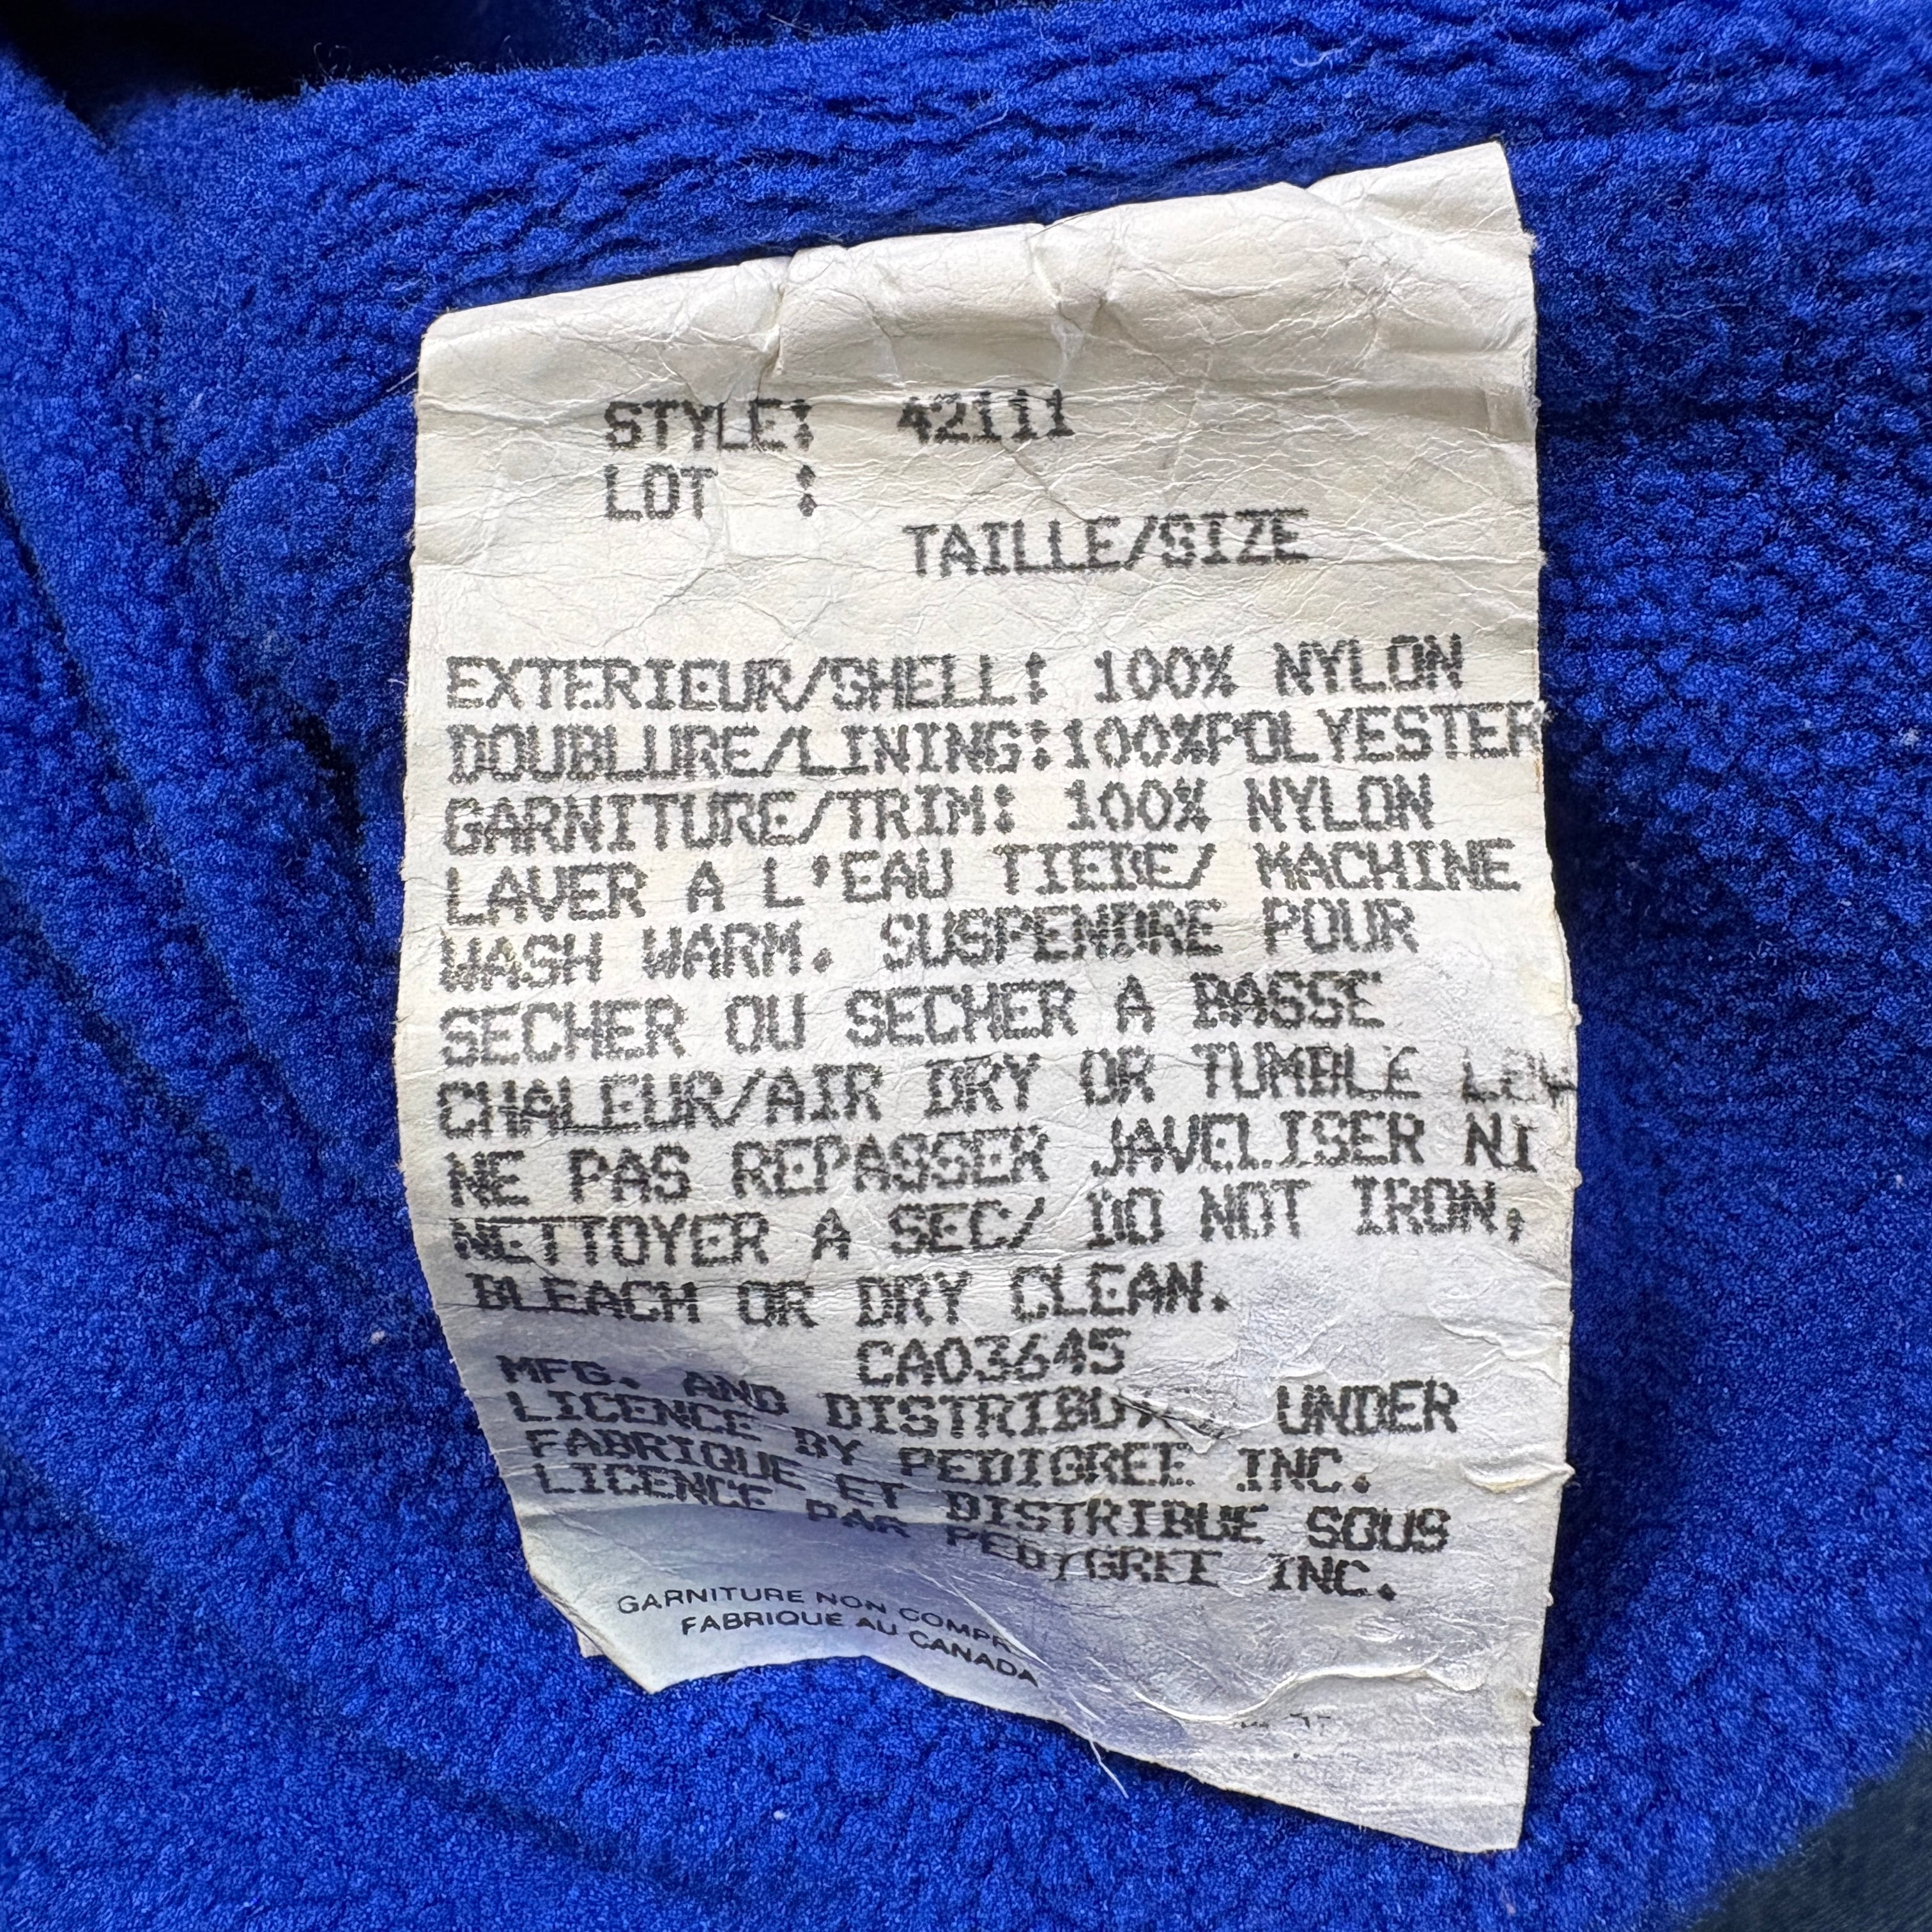 STYLE: 42111
LOT :
TAILLE/SIZE
EXTERIEUR/SHELL: 100% NYLON
DOUBLURE/LINING:100%POLYESTER
GARNITURE/TRIM: 100% NYLON
LAVER A L'EAU TIEDE/ MACHINE
WASH WARM. SUSPENDRE POUR
SECHER OU SECHER A BASSE
CHALEUR/AIR DRY OR TUMBLE LOW
NE PAS REPASSER JAVELISER NI
NETTOYER A SEC/ DO NOT IRON,
BLEACH OR DRY CLEAN.
CA03645
MFG. AND UNDER
LICENCE BY PEDIGREE INC.
FABRIQUE ET DISTRIBUE SOUS
LICENCE PAR PEDIGREE INC.
GARNITURE NON COMPR
FABRIQUE AU CANADA